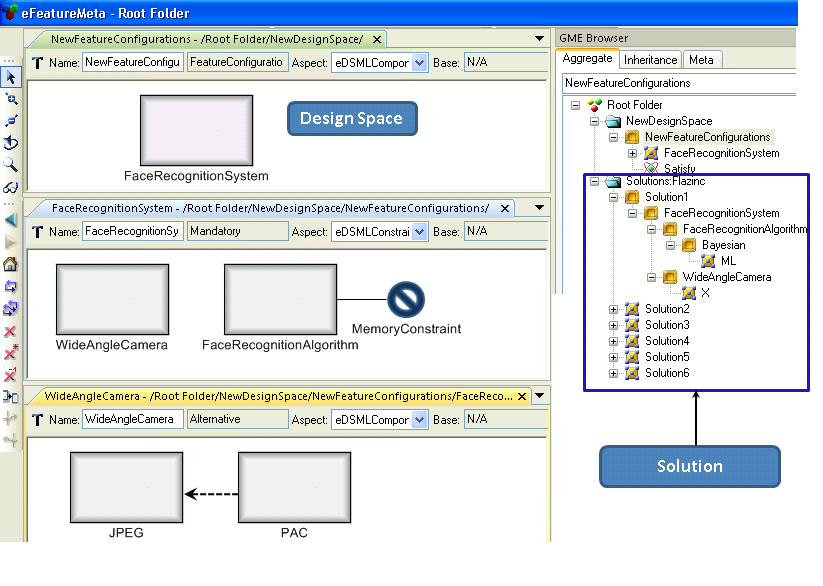 eFeatureMeta - Root Folder
NewFeatureConfigurations - /Root Folder/NewDesignSpace/
Name: NewFeatureConfigu FeatureConfiguratio Aspect: eDSMLCompor Base: N/A
Design Space
FaceRecognitionSystem
FaceRecognitionSystem - /Root Folder/NewDesignSpace/NewFeatureConfigurations/
Name: FaceRecognitionSy Mandatory Aspect: eDSMLConstrai Base: N/A
WideAngleCamera
FaceRecognitionAlgorithm
MemoryConstraint
WideAngleCamera - /Root Folder/NewDesignSpace/NewFeatureConfigurations/FaceReco...
Name: WideAngleCamera Alternative Aspect: eDSMLCompor Base: N/A
JPEG
PAC
GME Browser
Aggregate Inheritance Meta
NewFeatureConfigurations
Root Folder
NewDesignSpace
NewFeatureConfigurations
FaceRecognitionSystem
Satisfy
Solutions:Flazinc
Solution1
FaceRecognitionSystem
FaceRecognitionAlgorithm
Bayesian
ML
WideAngleCamera
X
Solution2
Solution3
Solution4
Solution5
Solution6
Solution